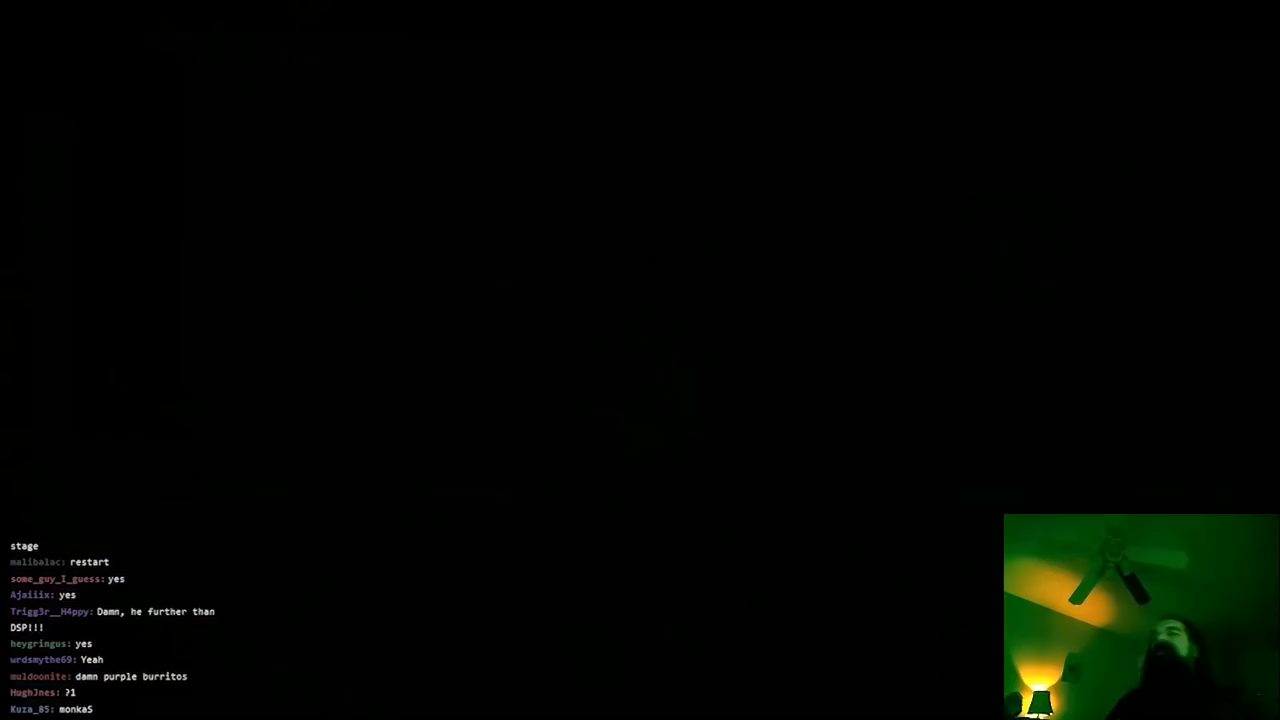 stage
malibalac: restart
some_guy_I_guess: yes
Ajaiiix: yes
Trigg3r__H4ppy: Damn, he further than
DSP!!!
heygringus: yes
wrdsmythe69: Yeah
muldoonite: damn purple burritos
HughJnes: ?1
Kuza_85: monkaS